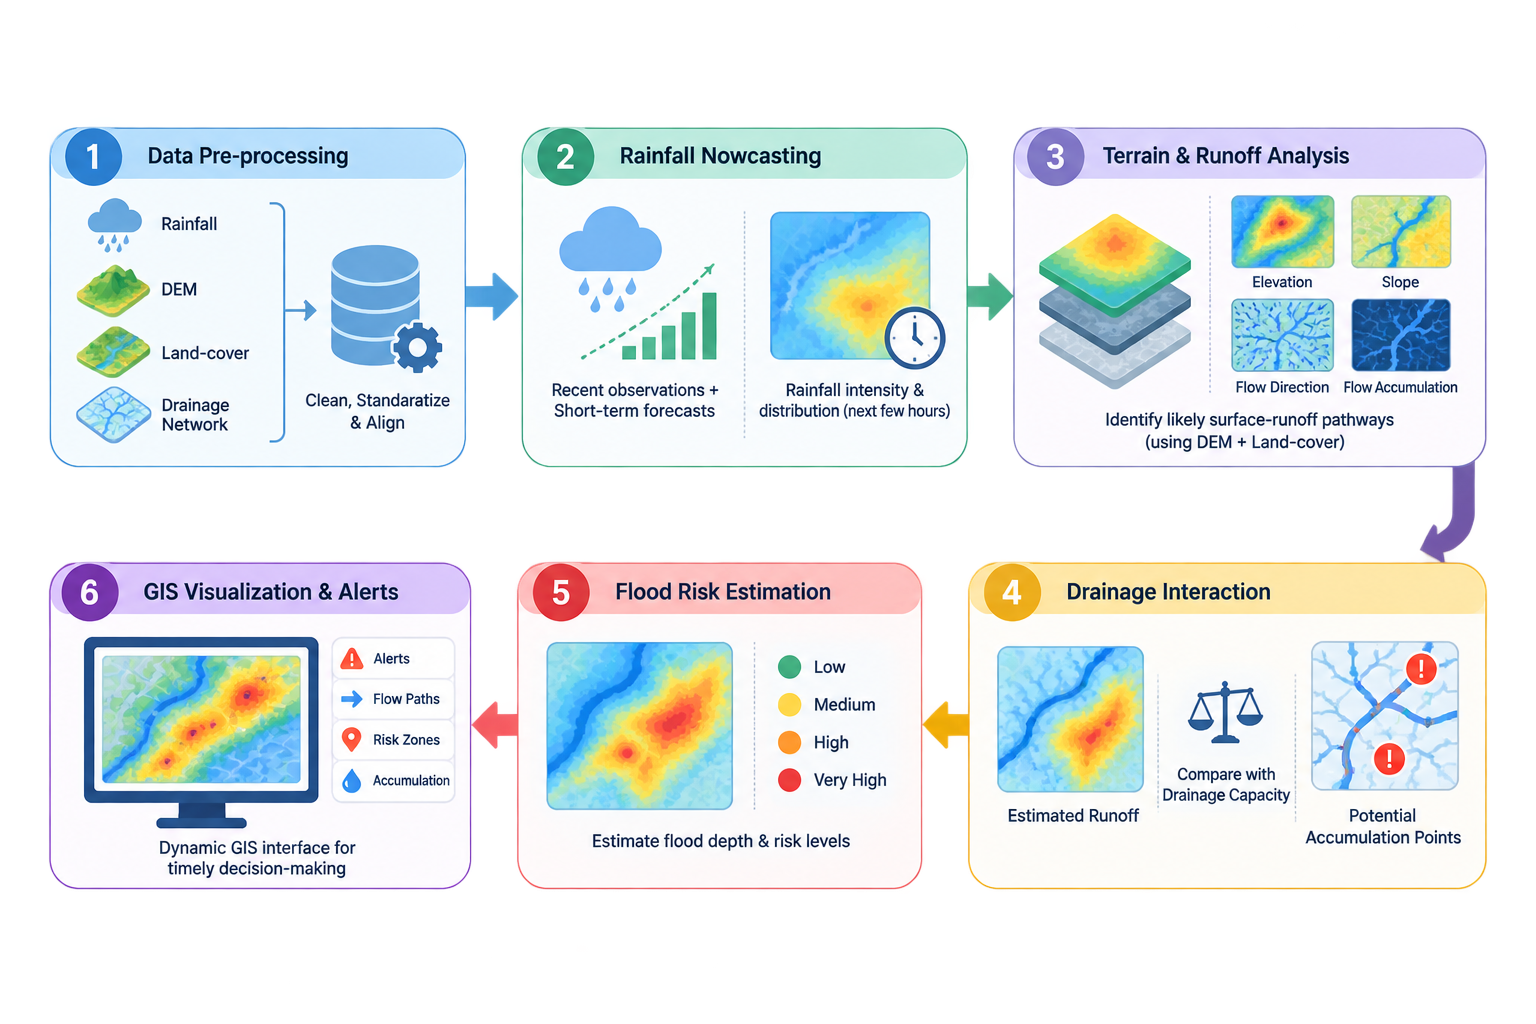 1
Data Pre-processing
Rainfall
DEM
Land-cover
Drainage
Network
Clean, Standaratize
& Align
2
Rainfall Nowcasting
Recent observations +
Short-term forecasts
Rainfall intensity &
distribution (next few hours)
3
Terrain & Runoff Analysis
Elevation
Slope
Flow Direction
Flow Accumulation
Identify likely surface-runoff pathways
(using DEM + Land-cover)
4
Drainage Interaction
Estimated Runoff
Compare with
Drainage Capacity
!
!
Potential
Accumulation Points
5
Flood Risk Estimation
Low
Medium
High
Very High
Estimate flood depth & risk levels
6
GIS Visualization & Alerts
! Alerts
Flow Paths
Risk Zones
Accumulation
Dynamic GIS interface for
timely decision-making